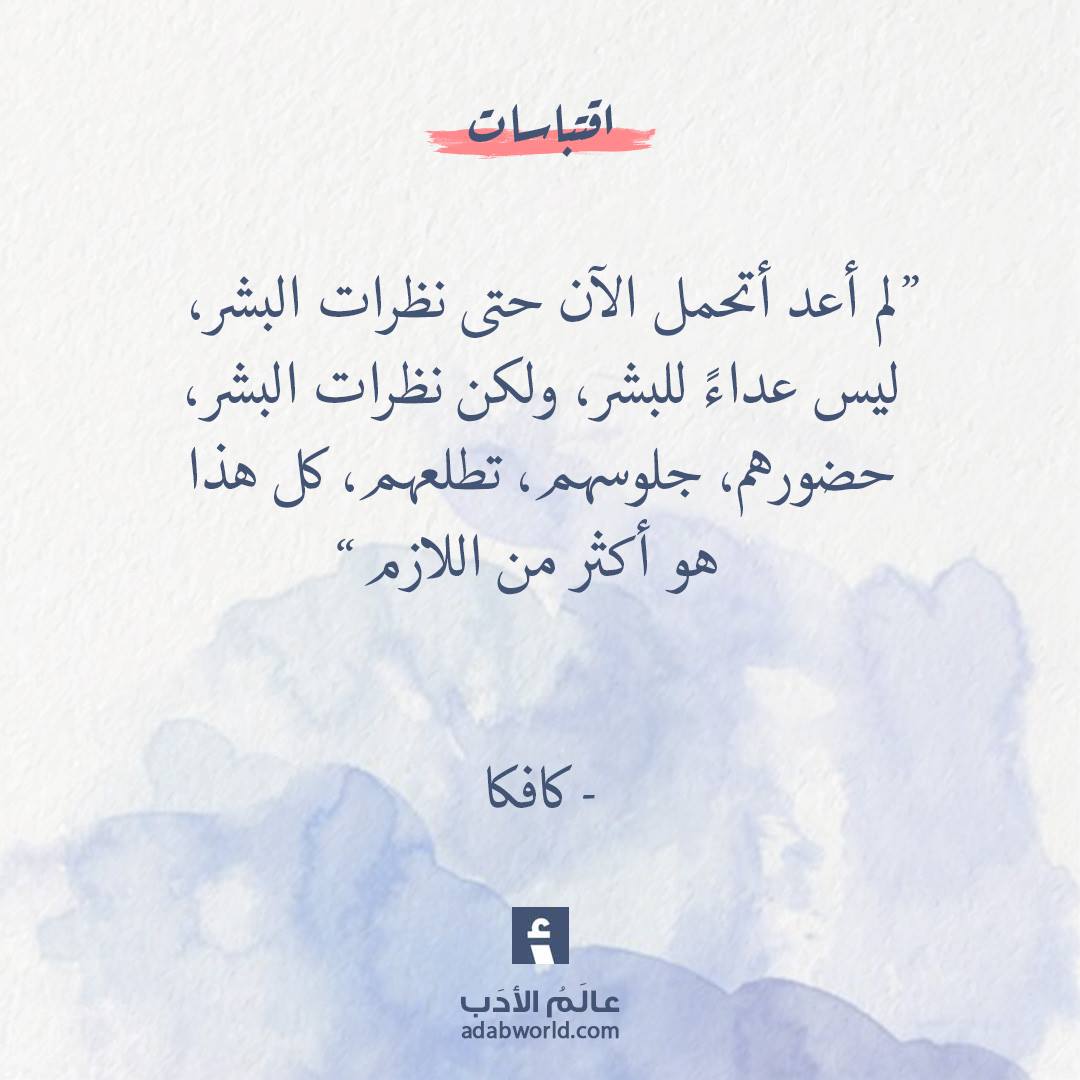 اقتباسات
”لم أعد أتحمل الآن حتى نظرات البشر،
ليس عداءً للبشر، ولكن نظرات البشر،
حضورهم، جلوسهم، تطلعهم، كل هذا
هو أكثر من اللازم “
- كافكا
أ
عالَمُ الأدَب
adabworld.com